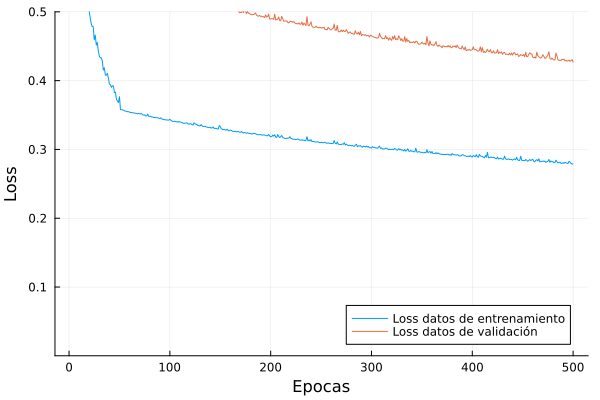 0.5
0.4
0.3
0.2
0.1
Loss
0 100 200 300 400 500
Epocas
Loss datos de entrenamiento
Loss datos de validación